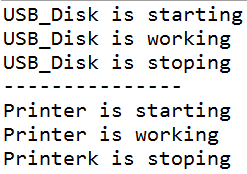 USB_Disk is starting
USB_Disk is working
USB_Disk is stoping
---------------
Printer is starting
Printer is working
Printerk is stoping